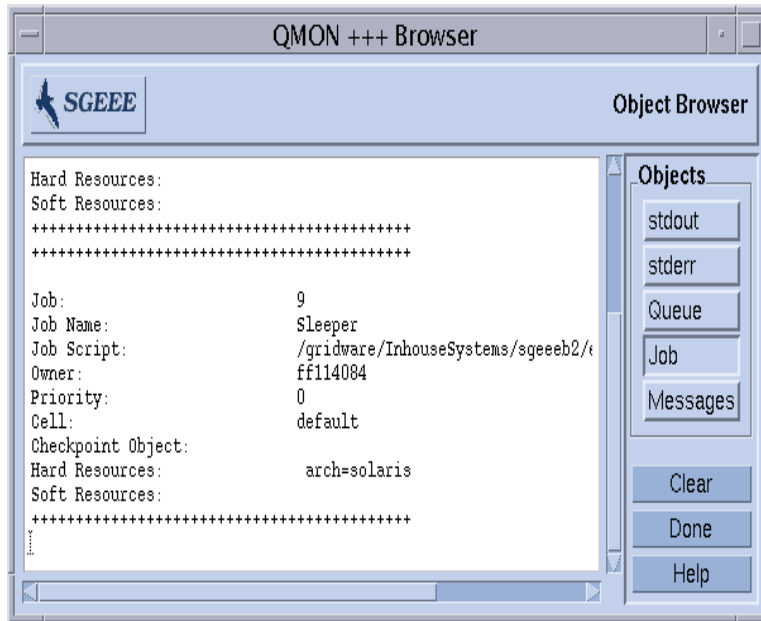 QMON +++ Browser
SGEEE
Object Browser
Hard Resources:
Soft Resources:
+++++++++++++++++++++++++++++++++++++++++++
+++++++++++++++++++++++++++++++++++++++++++
Job: 9
Job Name: Sleeper
Job Script: /gridware/InhouseSystems/sgeeeb2/
Owner: ff114084
Priority: 0
Cell: default
Checkpoint Object:
Hard Resources: arch=solaris
Soft Resources:
+++++++++++++++++++++++++++++++++++++++++++
Objects
stdout
stderr
Queue
Job
Messages
Clear
Done
Help